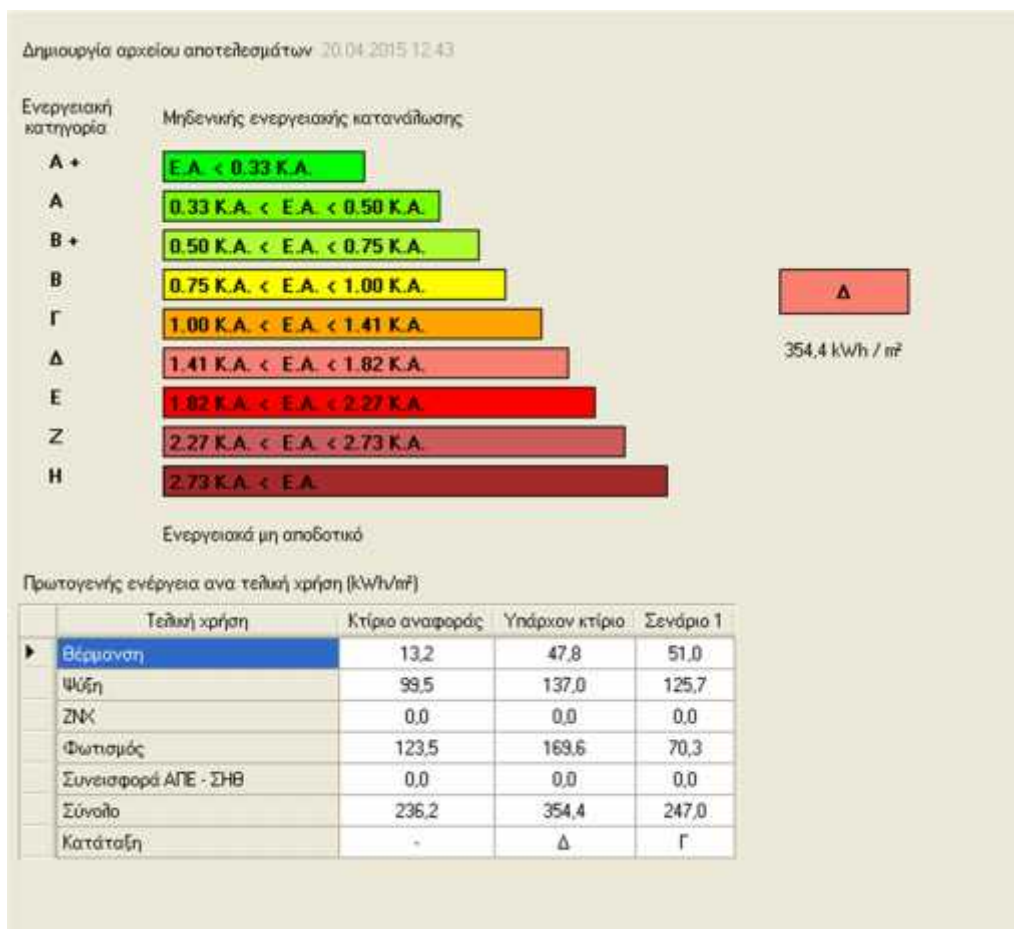 Δημιουργία αρχείου αποτελεσμάτων 20.04.2015 12:43
Ενεργειακή κατηγορία
Μηδενικής ενεργειακής κατανάλωσης
A + E.A. < 0.33 K.A.
A 0.33 K.A. < E.A. < 0.50 K.A.
B + 0.50 K.A. < E.A. < 0.75 K.A.
B 0.75 K.A. < E.A. < 1.00 K.A.
Γ 1.00 K.A. < E.A. < 1.41 K.A.
Δ 1.41 K.A. < E.A. < 1.82 K.A.
E 1.82 K.A. < E.A. < 2.27 K.A.
Z 2.27 K.A. < E.A. < 2.73 K.A.
H 2.73 K.A. < E.A.
Ενεργειακά μη αποδοτικό
Δ
354,4 kWh / m²
Πρωτογενής ενέργεια ανα τελική χρήση (kWh/m²)
Τελική χρήση Κτίριο αναφοράς Υπάρχον κτίριο Σενάριο 1
Θέρμανση 13,2 47,8 51,0
Ψύξη 99,5 137,0 125,7
ZNX 0,0 0,0 0,0
Φωτισμός 123,5 169,6 70,3
Συνεισφορά ΑΠΕ - ΣΗΘ 0,0 0,0 0,0
Σύνολο 236,2 354,4 247,0
Κατάταξη - Δ Γ